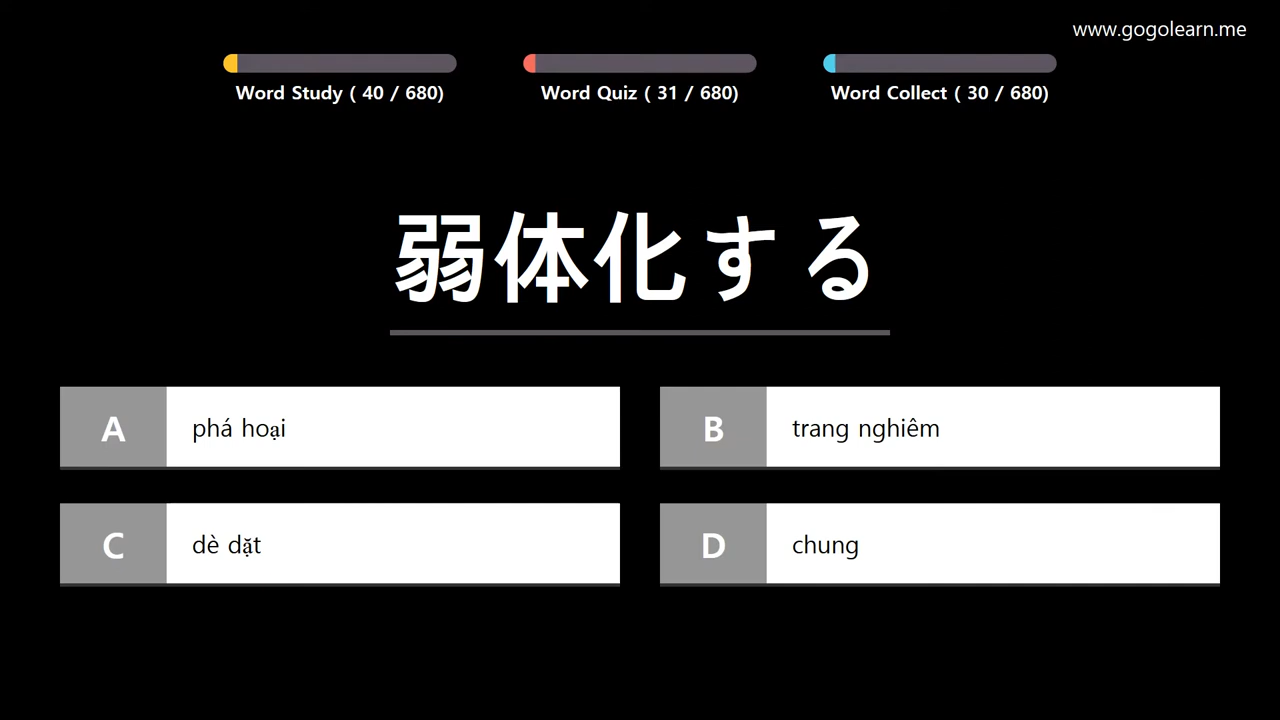 www.gogolearn.me
Word Study ( 40 / 680)
Word Quiz ( 31 / 680)
Word Collect ( 30 / 680)
弱体化する
A
phá hoại
B
trang nghiêm
C
dè dặt
D
chung